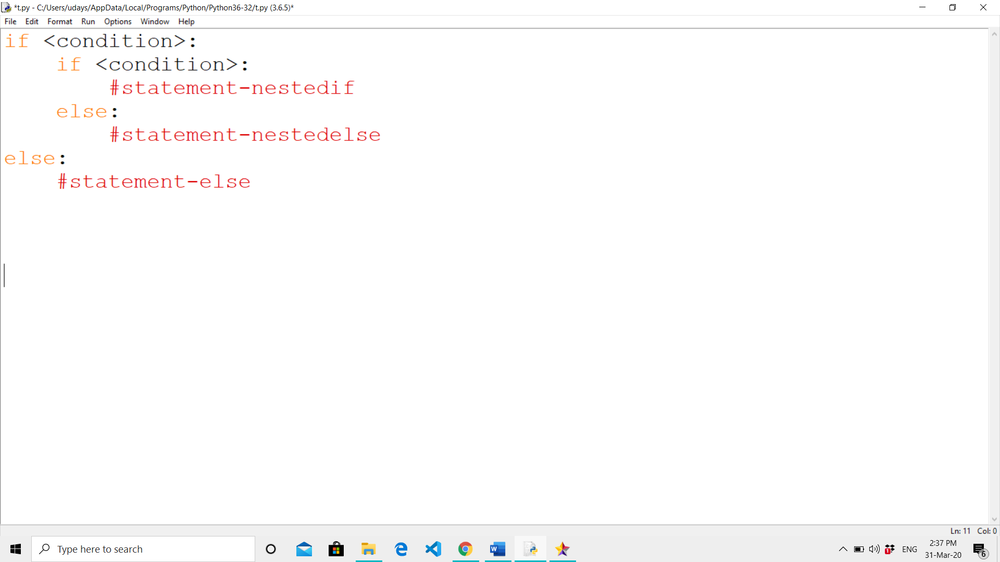 *t.py - C:/Users/udays/AppData/Local/Programs/Python/Python36-32/t.py (3.6.5)*
File Edit Format Run Options Window Help
if <condition>:
    if <condition>:
        #statement-nestedif
    else:
        #statement-nestedelse
else:
    #statement-else
Ln: 11 Col: 0
Type here to search
W
1
ENG
2:37 PM
31-Mar-20
6